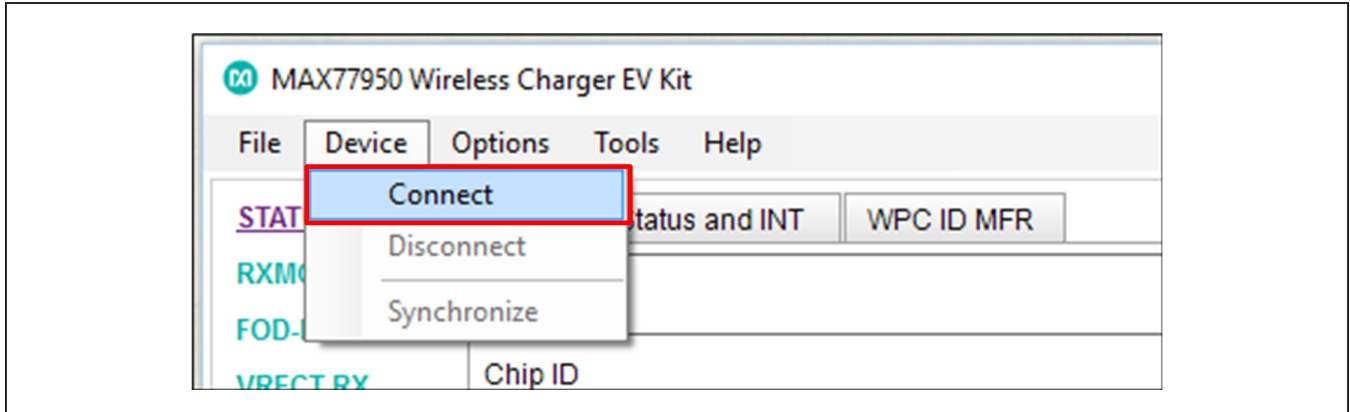 MAX77950 Wireless Charger EV Kit
File Device Options Tools Help
Connect
Disconnect
Synchronize
and INT WPC ID MFR
Chip ID